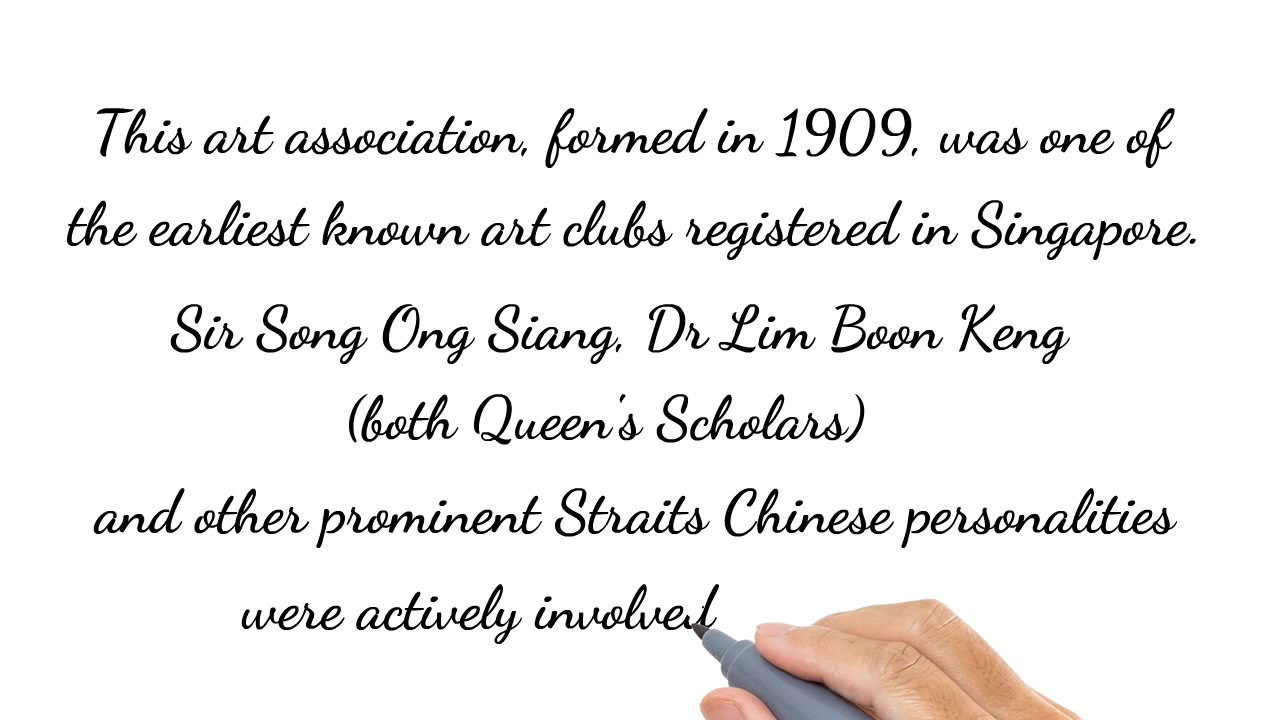 This art association, formed in 1909, was one of
the earliest known art clubs registered in Singapore.
Sir Song Ong Siang, Dr Lim Boon Keng
(both Queen's Scholars)
and other prominent Straits Chinese personalities
were actively involved